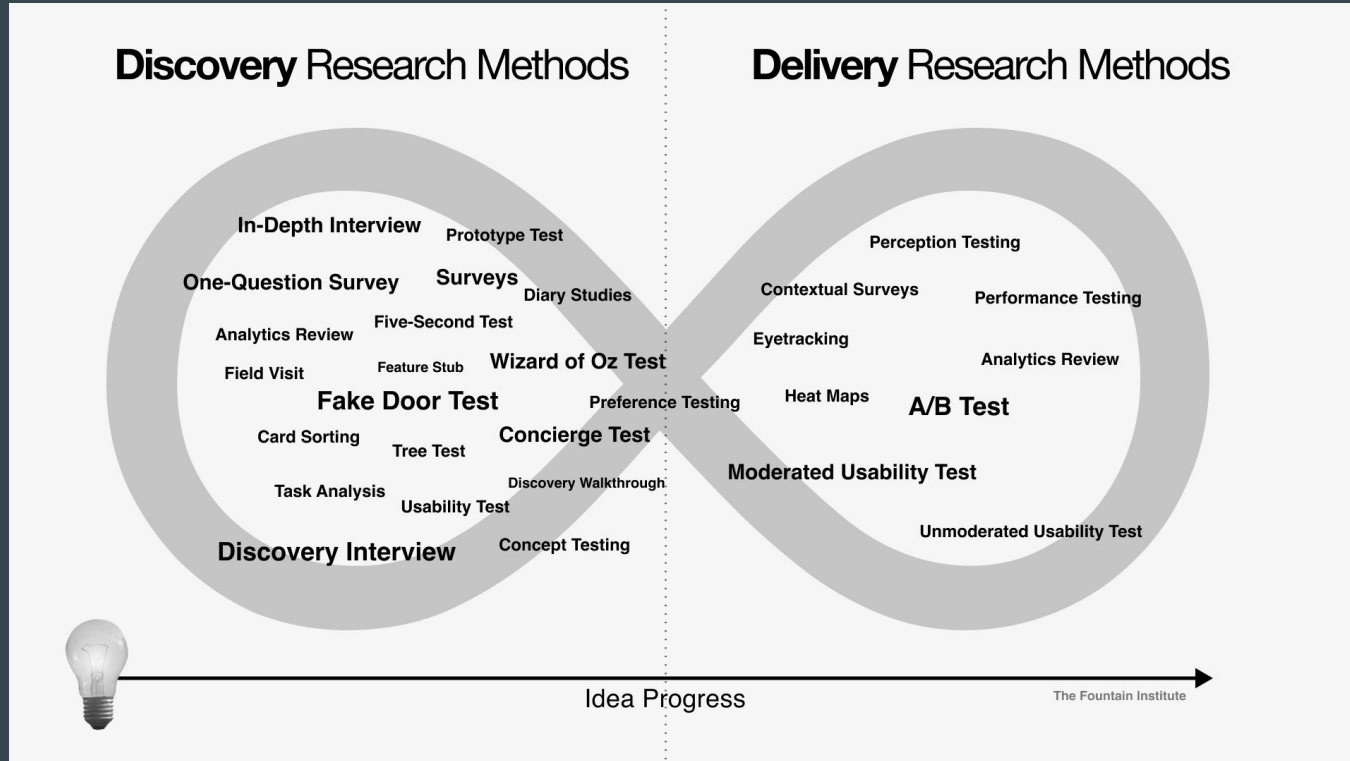 Discovery Research Methods
Delivery Research Methods
In-Depth Interview
Prototype Test
One-Question Survey
Surveys
Diary Studies
Five-Second Test
Analytics Review
Feature Stub
Wizard of Oz Test
Field Visit
Fake Door Test
Preference Testing
Card Sorting
Tree Test
Concierge Test
Task Analysis
Discovery Walkthrough
Usability Test
Discovery Interview
Concept Testing
Perception Testing
Contextual Surveys
Performance Testing
Eyetracking
Analytics Review
Heat Maps
A/B Test
Moderated Usability Test
Unmoderated Usability Test
Idea Progress
The Fountain Institute